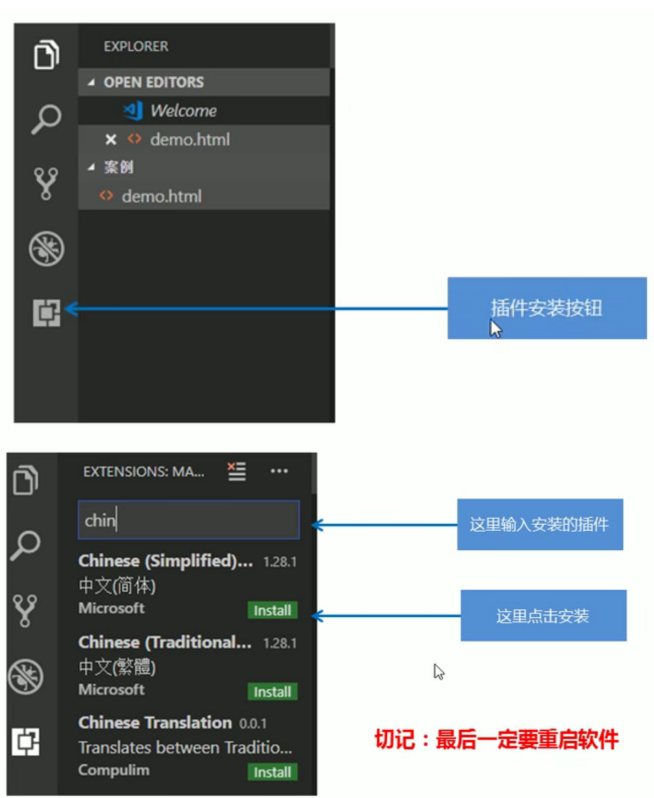 EXPLORER
OPEN EDITORS
Welcome
demo.html
案例
demo.html
插件安装按钮
EXTENSIONS: MA...
chin
这里输入安装的插件
Chinese (Simplified)... 1.28.1
中文(简体)
Microsoft Install
这里点击安装
Chinese (Traditional... 1.28.1
中文(繁體)
Microsoft Install
Chinese Translation 0.0.1
Translates between Traditio...
Compulim Install
切记：最后一定要重启软件